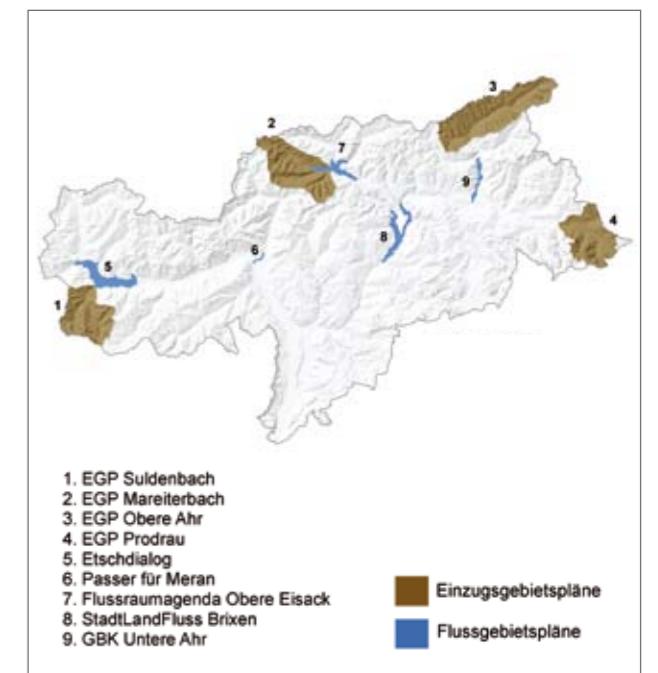 3
2
7
9
4
8
6
5
1
1. EGP Suldenbach
2. EGP Mareiterbach
3. EGP Obere Ahr
4. EGP Prodrau
5. Etschdialog
6. Passer für Meran
7. Flussraumagenda Obere Eisack
8. StadtLandFluss Brixen
9. GBK Untere Ahr
Einzugsgebietspläne
Flussgebietspläne